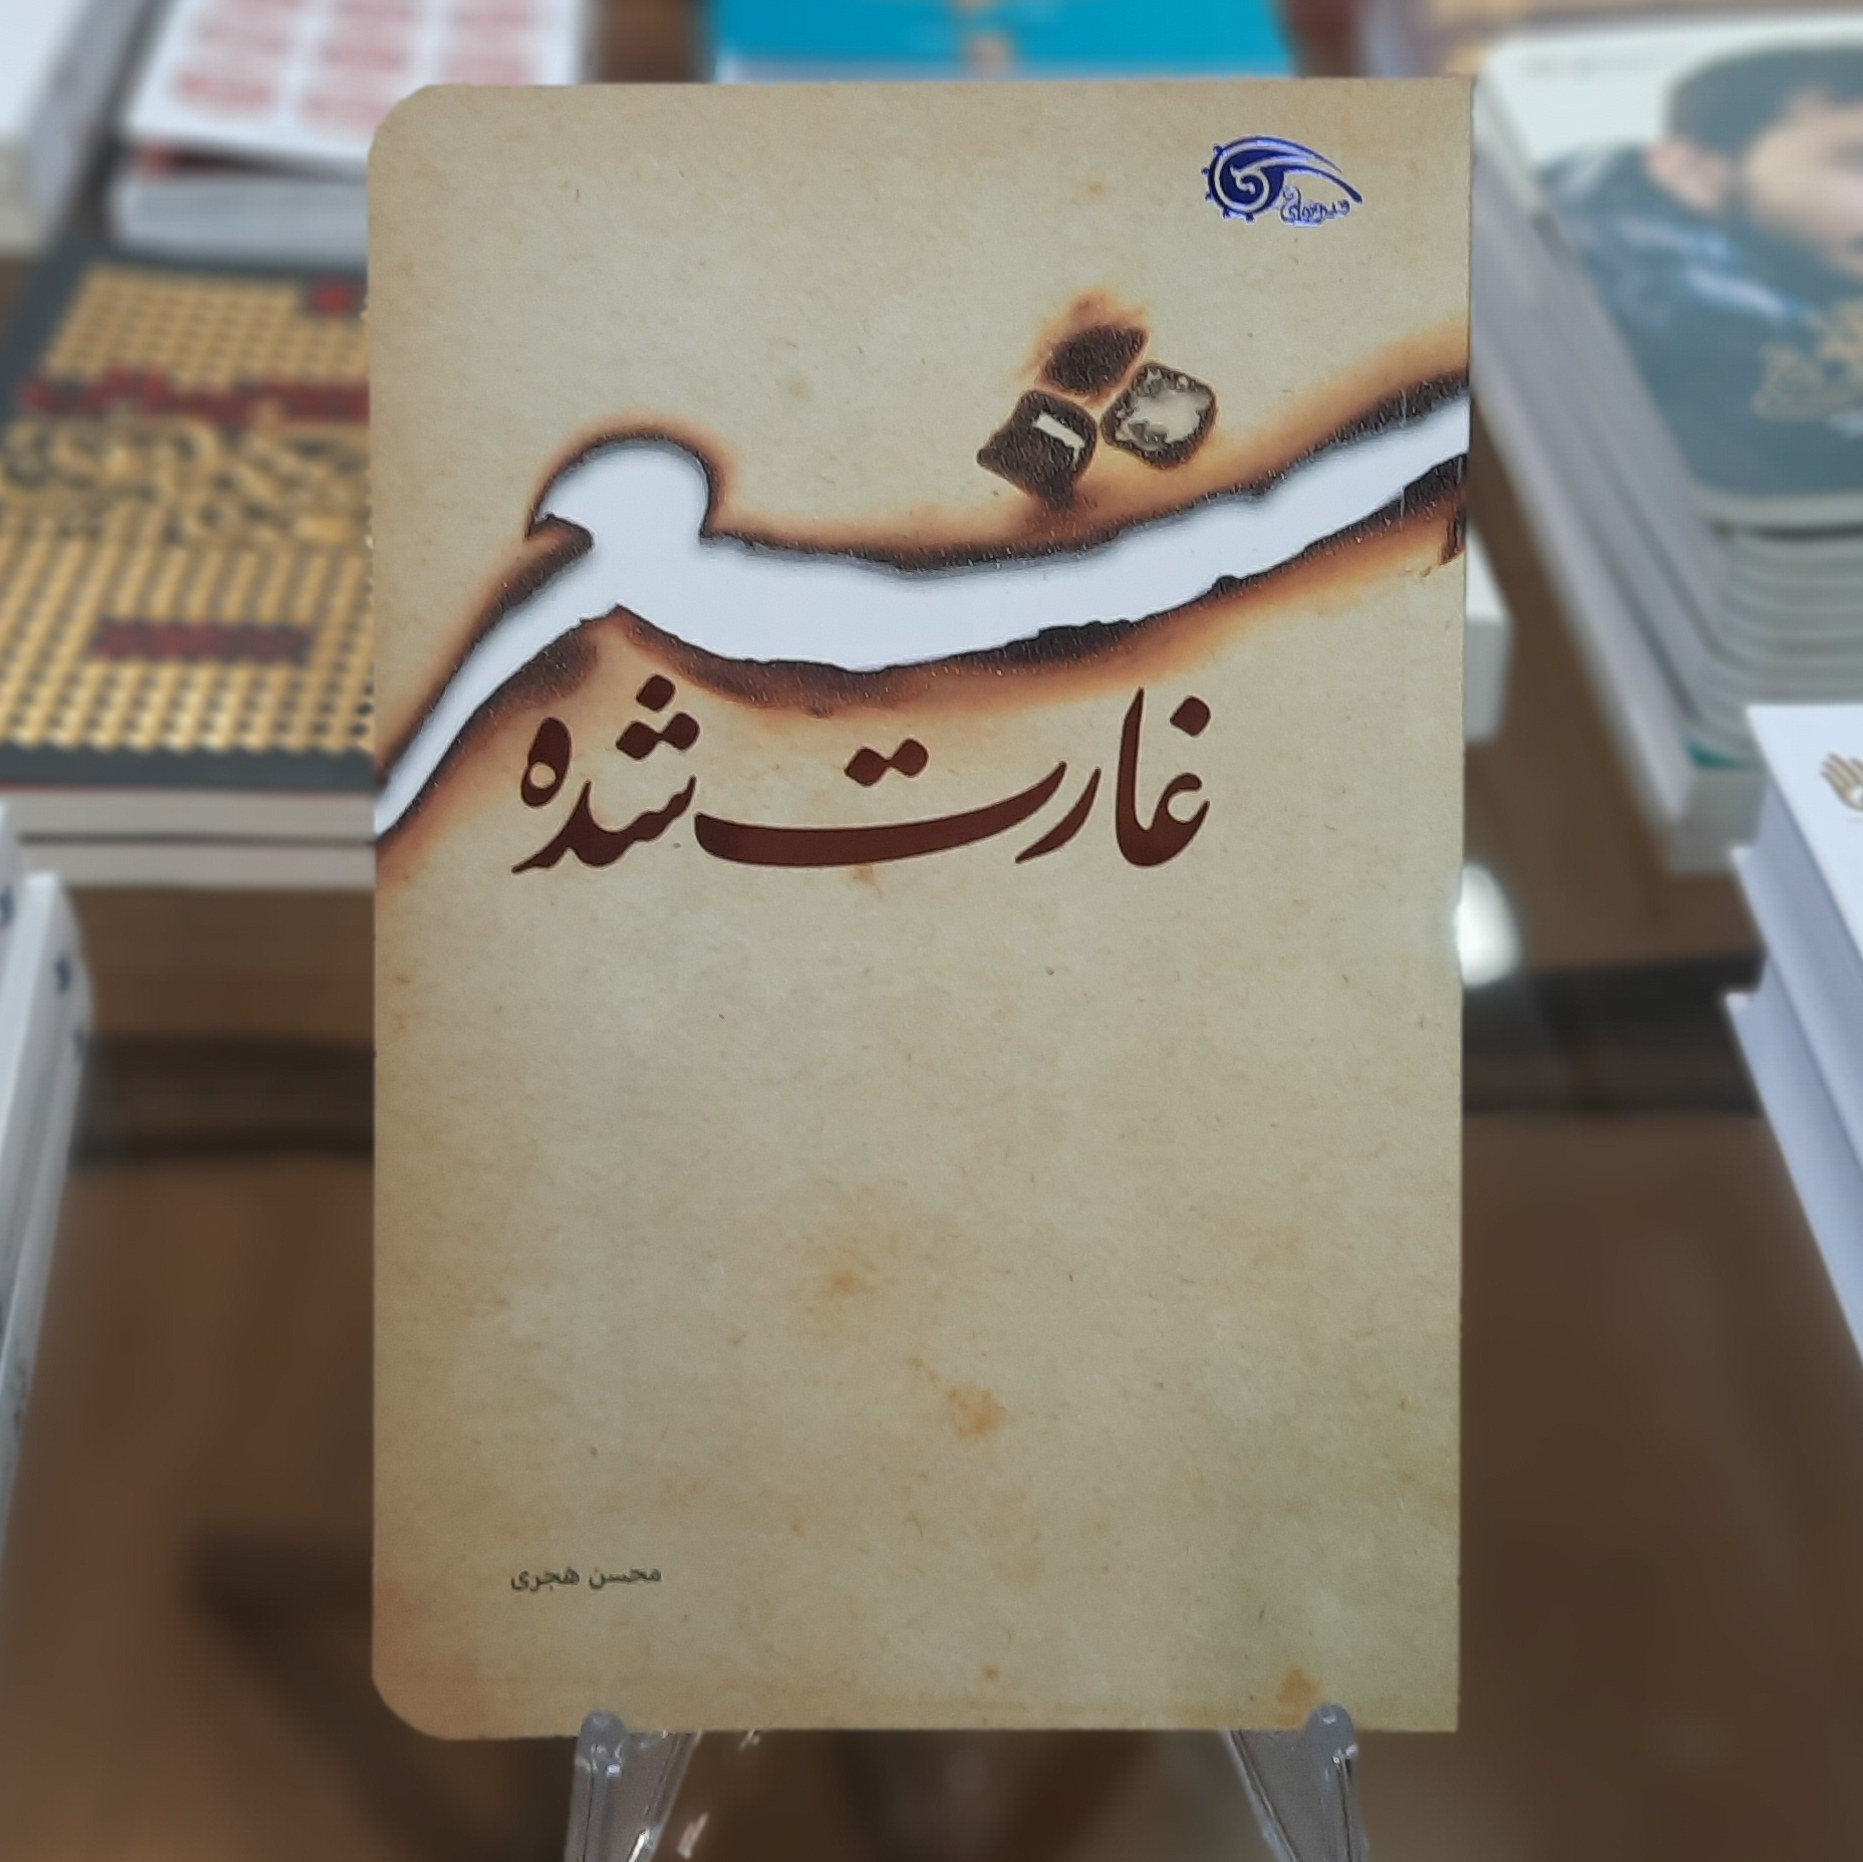 شعر
غارت شده
محسن هجری